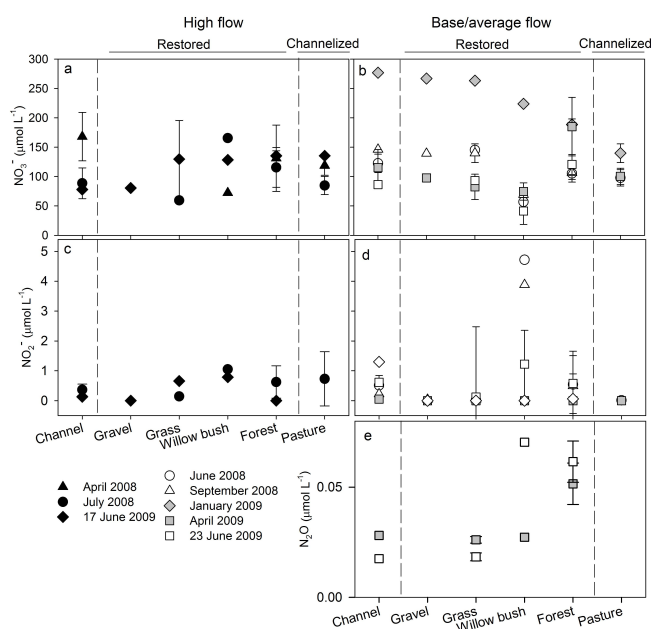 High flow
Base/average flow
Restored
Channelized
Restored
Channelized
a
b
NO₃⁻ (μmol L⁻¹)
300
250
200
150
100
50
0
c
d
NO₂⁻ (μmol L⁻¹)
5
4
3
2
1
0
Channel
Gravel
Grass
Willow bush
Forest
Pasture
e
N₂O (μmol L⁻¹)
0.05
0.00
Channel
Gravel
Grass
Willow bush
Forest
Pasture
April 2008
July 2008
17 June 2009
June 2008
September 2008
January 2009
April 2009
23 June 2009